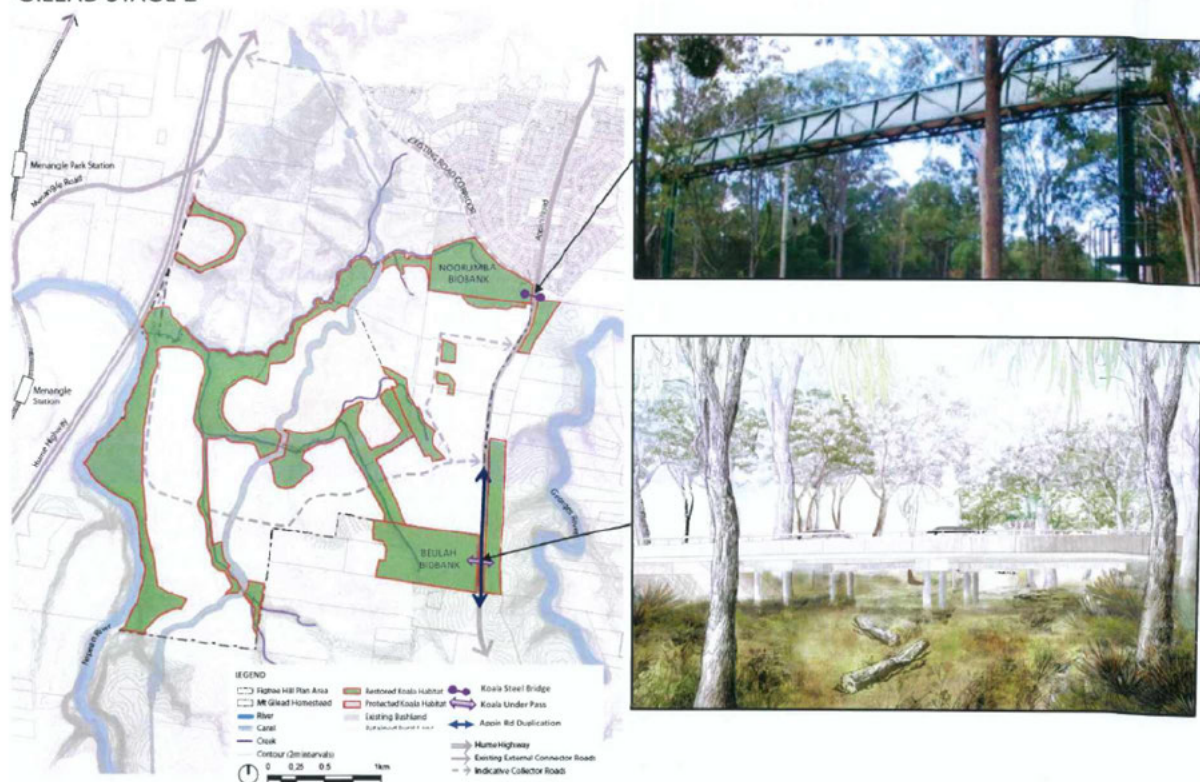 GILEAD STAGE 2
Menangle Park Station
Menangle Road
EXISTING ROAD CORRIDOR
Appin Road
NOORUMBA
BIOBANK
Menangle
Station
Hume Highway
Georges River
BEULAH
BIOBANK
Nepean River
LEGEND
Figtree Hill Plan Area
Mt Gilead Homestead
River
Canal
Creek
Contour (2m intervals)
Restored Koala Habitat
Protected Koala Habitat
Existing Bushland
Koala Steel Bridge
Koala Under Pass
Appin Rd Duplication
Hume Highway
Existing External Connector Roads
Indicative Collector Roads
0 0.25 0.5 1km